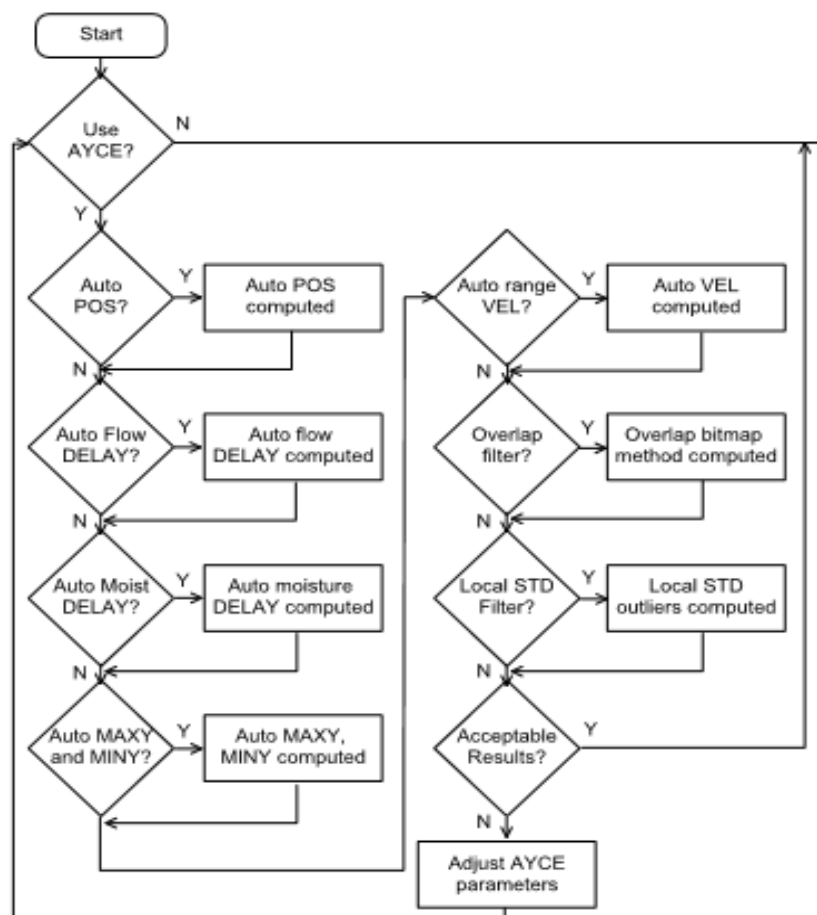 Start
Use
AYCE?
N
Y
Auto
POS?
Y
Auto POS
computed
N
Auto Flow
DELAY?
Y
Auto flow
DELAY computed
N
Auto Moist
DELAY?
Y
Auto moisture
DELAY computed
N
Auto MAXY
and MINY?
Y
Auto MAXY,
MINY computed
Auto range
VEL?
Y
Auto VEL
computed
N
Overlap
filter?
Y
Overlap bitmap
method computed
N
Local STD
Filter?
Y
Local STD
outliers computed
N
Acceptable
Results?
Y
N
Adjust AYCE
parameters